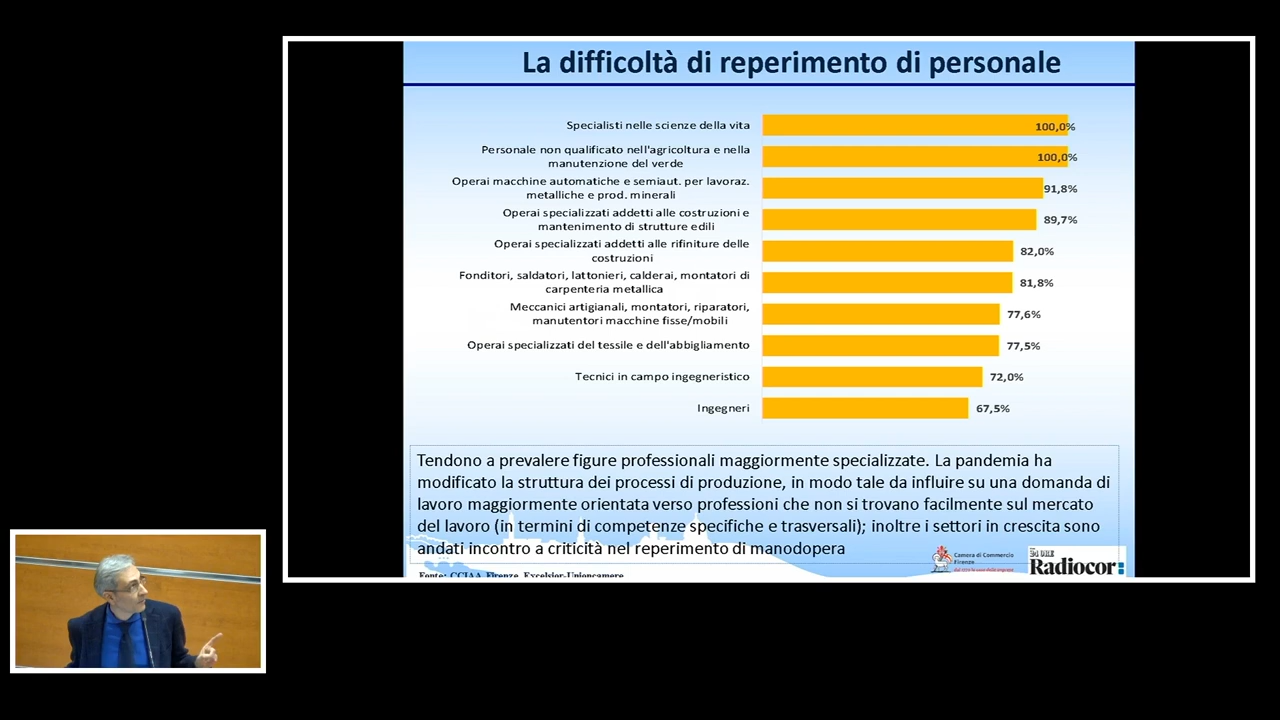 La difficoltà di reperimento di personale
Specialisti nelle scienze della vita
100,0%
Personale non qualificato nell'agricoltura e nella
manutenzione del verde
100,0%
Operai macchine automatiche e semiaut. per lavoraz.
metalliche e prod. minerali
91,8%
Operai specializzati addetti alle costruzioni e
mantenimento di strutture edili
89,7%
Operai specializzati addetti alle rifiniture delle
costruzioni
82,0%
Fonditori, saldatori, lattonieri, calderai, montatori di
carpenteria metallica
81,8%
Meccanici artigianali, montatori, riparatori,
manutentori macchine fisse/mobili
77,6%
Operai specializzati del tessile e dell'abbigliamento
77,5%
Tecnici in campo ingegneristico
72,0%
Ingegneri
67,5%
Tendono a prevalere figure professionali maggiormente specializzate. La pandemia ha
modificato la struttura dei processi di produzione, in modo tale da influire su una domanda di
lavoro maggiormente orientata verso professioni che non si trovano facilmente sul mercato
del lavoro (in termini di competenze specifiche e trasversali); inoltre i settori in crescita sono
andati incontro a criticità nel reperimento di manodopera
Fonte: CCIAA Firenze, Excelsior-Unioncamere
Camera di Commercio
Firenze
24 ORE
Radiocor